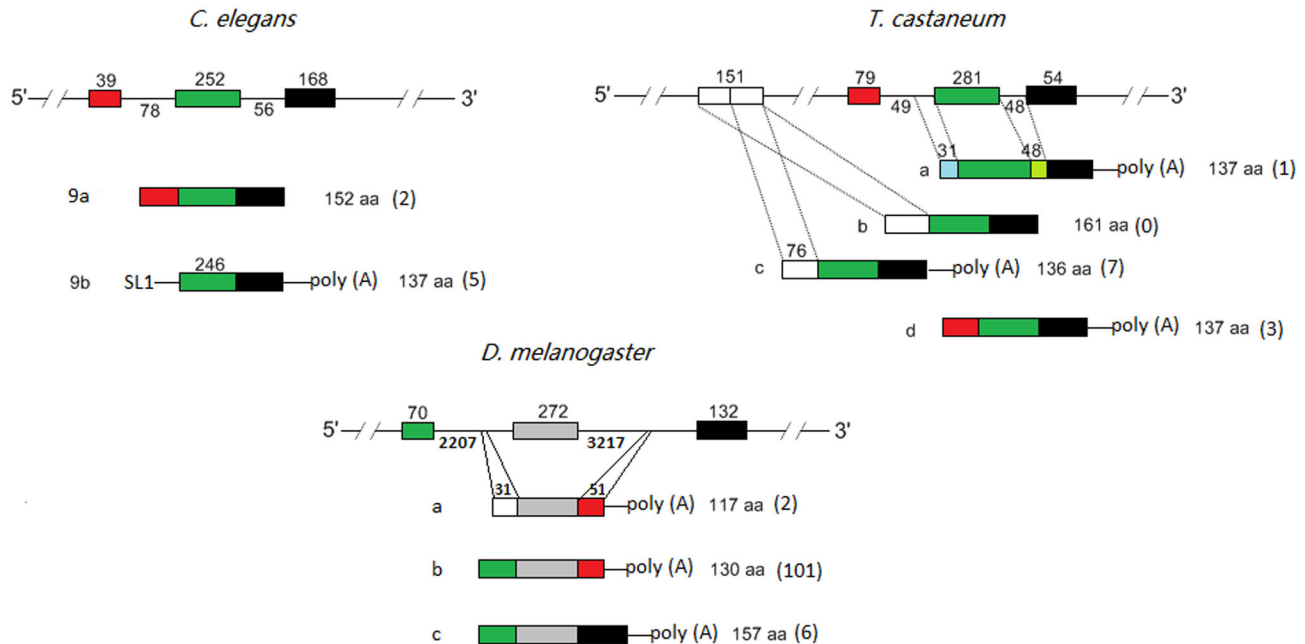 C. elegans
39 252 168
5' 78 56 3'
9a 152 aa (2)
246
9b SL1 poly (A) 137 aa (5)
T. castaneum
151 79 281 54
5' 49 48 3'
31 48
a poly (A) 137 aa (1)
b 161 aa (0)
76
c poly (A) 136 aa (7)
d poly (A) 137 aa (3)
D. melanogaster
70 272 132
5' 2207 3217 3'
31 51
a poly (A) 117 aa (2)
b poly (A) 130 aa (101)
c poly (A) 157 aa (6)